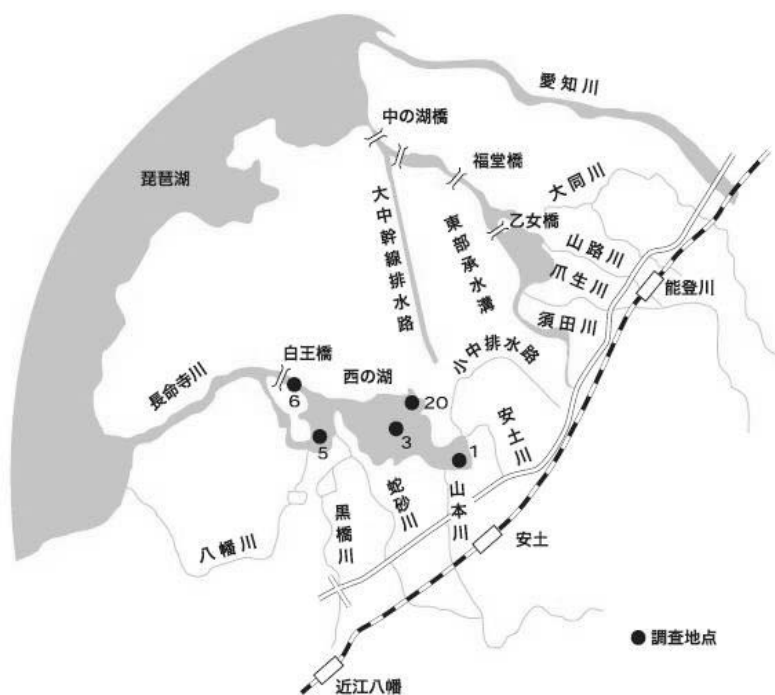 愛知川
中の湖橋
福堂橋
琵琶湖
大同川
大中幹線排水路
東部承水溝
乙女橋
山路川
爪生川
能登川
須田川
小中排水路
白王橋
西の湖
長命寺川
6
20
3
5
1
安土川
蛇砂川
山本川
黒橋川
八幡川
安土
調査地点
近江八幡